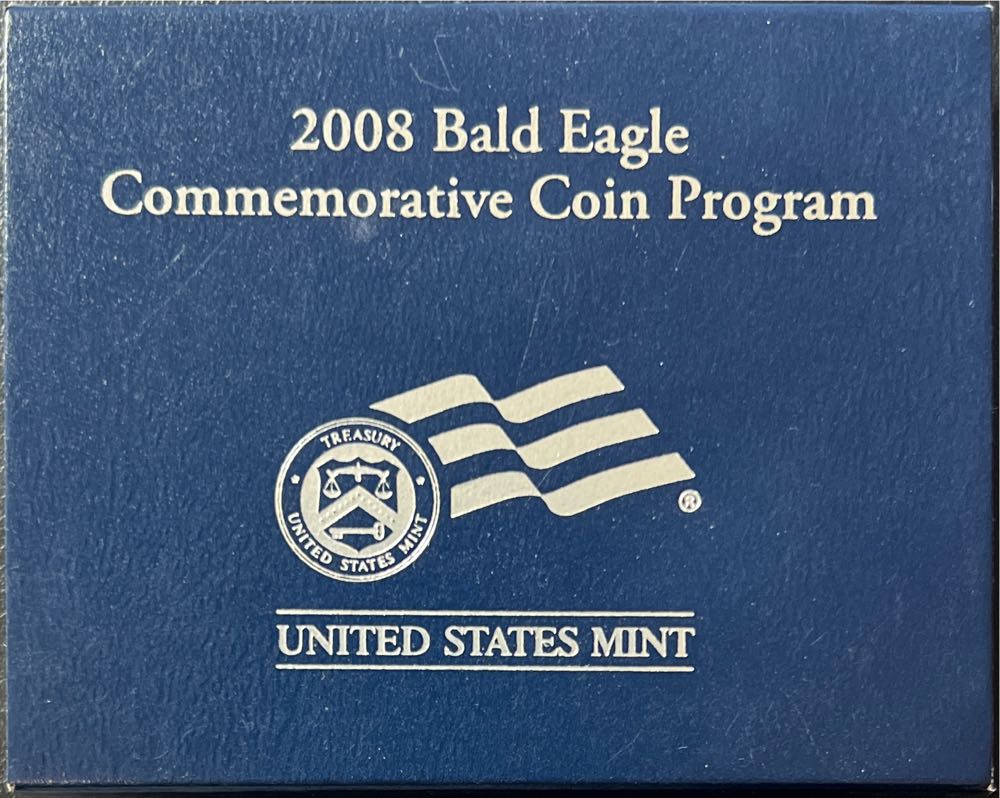 2008 Bald Eagle
Commemorative Coin Program
TREASURY
UNITED STATES MINT
®
UNITED STATES MINT